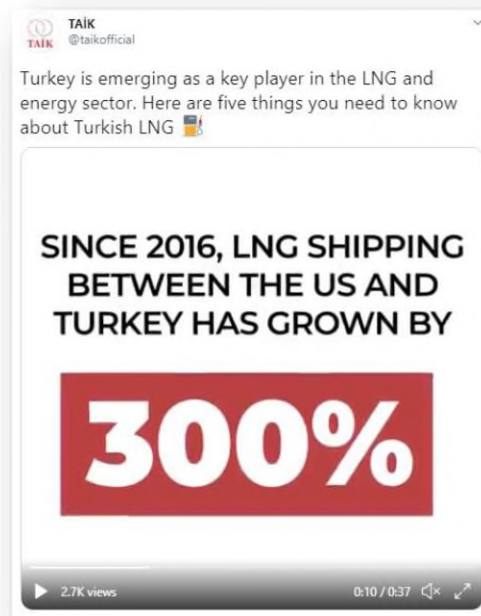 TAİK
@taikofficial
TAİK
Turkey is emerging as a key player in the LNG and
energy sector. Here are five things you need to know
about Turkish LNG
SINCE 2016, LNG SHIPPING
BETWEEN THE US AND
TURKEY HAS GROWN BY
300%
2.7K views
0:10 / 0:37